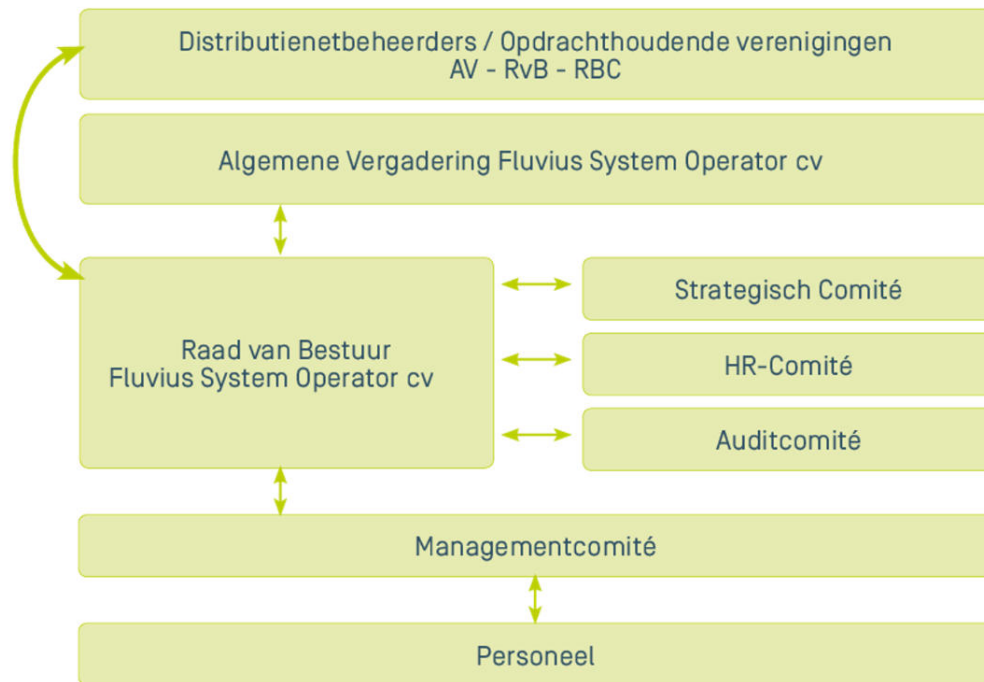 Distributienetbeheerders / Opdrachthoudende verenigingen
AV - RvB - RBC
Algemene Vergadering Fluvius System Operator cv
Raad van Bestuur
Fluvius System Operator cv
Strategisch Comité
HR-Comité
Auditcomité
Managementcomité
Personeel